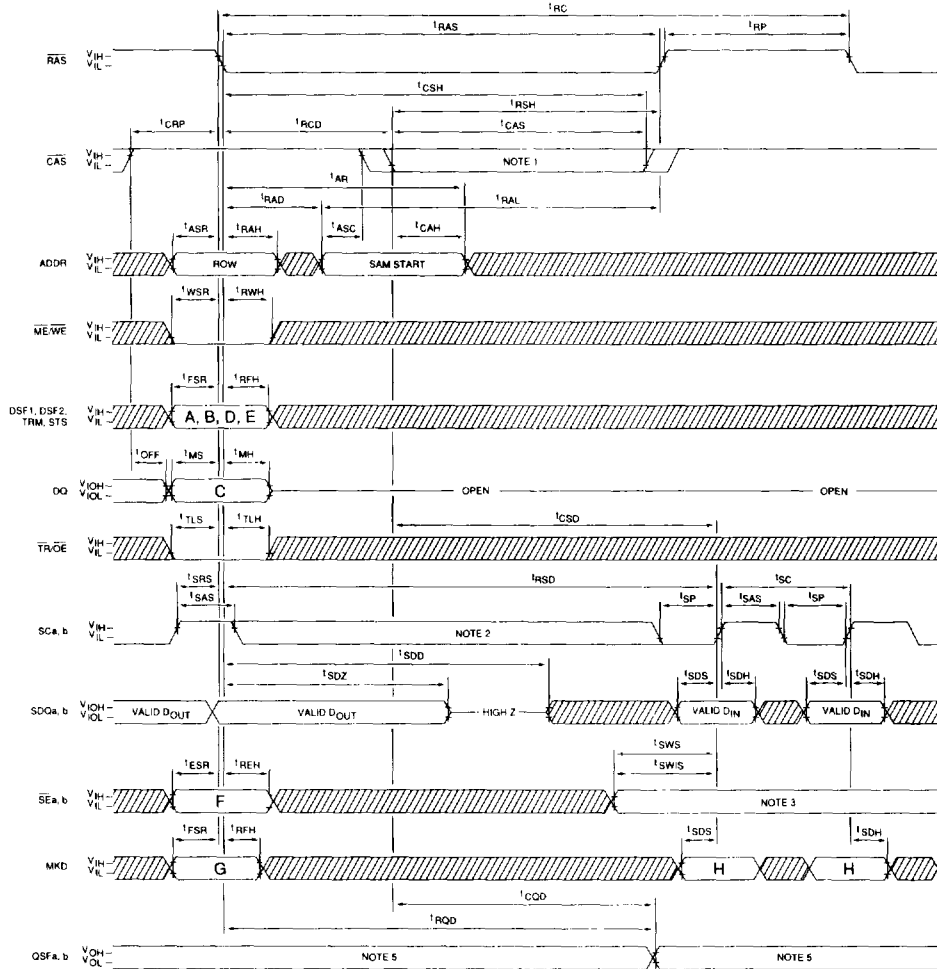 tRC
tRAS
tRP
RAS VIH
VIL
tCSH
tRSH
tCRP
tRCD
tCAS
CAS VIH
VIL
NOTE 1
tAR
tRAD
tRAL
tASR
tRAH
tASC
tCAH
ADDR VIH
VIL
ROW
SAM START
tWSR
tRWH
ME/WE VIH
VIL
tFSR
tRFH
DSF1, DSF2,
TRM, STS
VIH
VIL
A, B, D, E
tOFF
tMS
tMH
DQ VIOH
VIOL
C
OPEN
OPEN
tTLS
tTLH
tCSD
TR/OE VIH
VIL
tSRS
tRSD
tSC
tSAS
tSP
tSAS
tSP
SCa, b VIH
VIL
NOTE 2
tSDD
tSDZ
tSDS
tSDH
tSDS
tSDH
SDQa, b VIOH
VIOL
VALID DOUT
VALID DOUT
HIGH Z
VALID DIN
VALID DIN
tSWS
tESR
tREH
tSWIS
SEa, b VIH
VIL
F
NOTE 3
tFSR
tRFH
tSDS
tSDH
MKD VIH
VIL
G
H
H
tCQD
tRQD
QSFa, b VOH
VOL
NOTE 5
NOTE 5